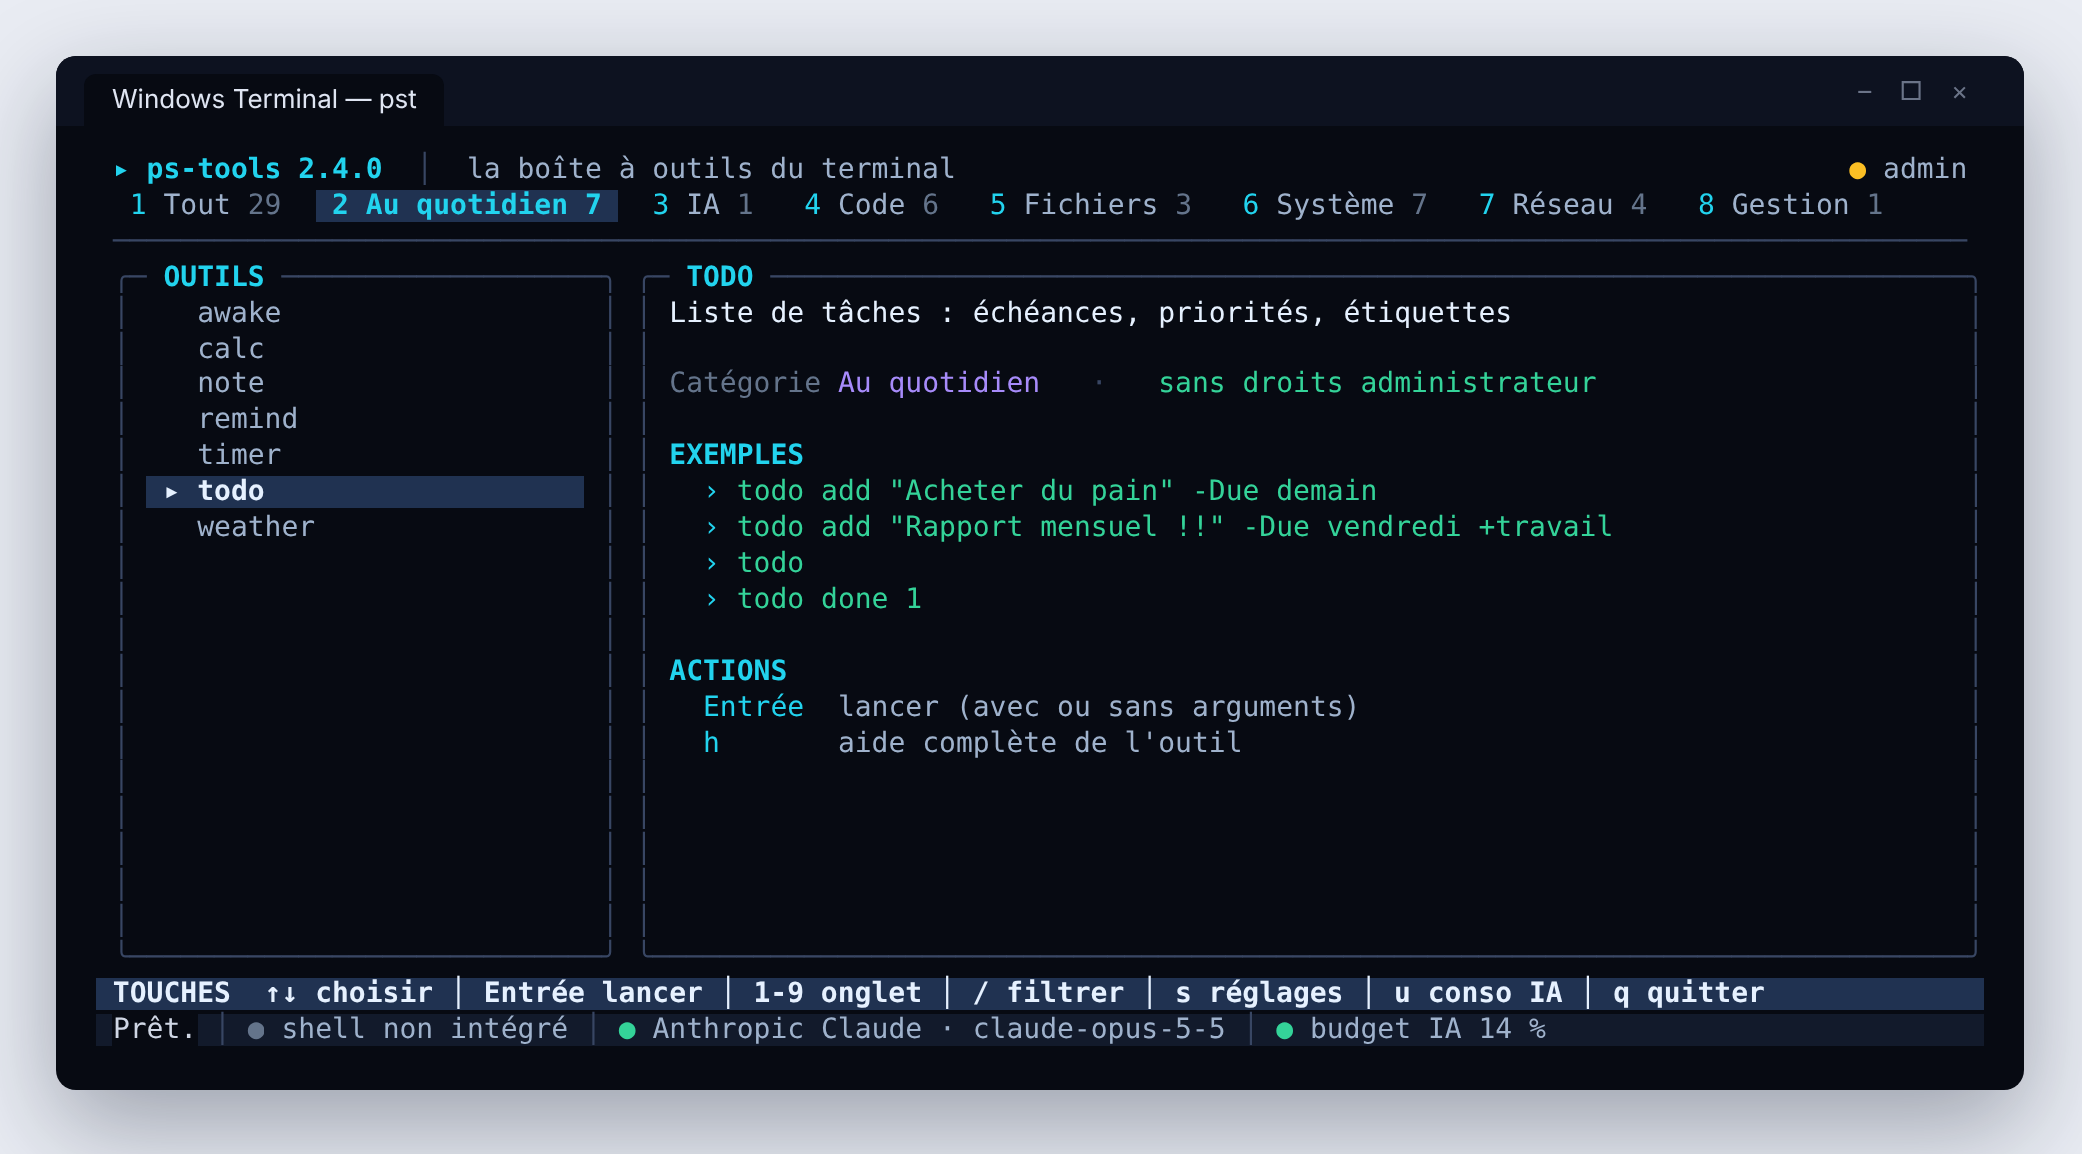 Windows Terminal — pst
▸ ps-tools 2.4.0 │ la boîte à outils du terminal ● admin
1 Tout 29 2 Au quotidien 7 3 IA 1 4 Code 6 5 Fichiers 3 6 Système 7 7 Réseau 4 8 Gestion 1
OUTILS
awake
calc
note
remind
timer
▸ todo
weather
TODO
Liste de tâches : échéances, priorités, étiquettes
Catégorie Au quotidien · sans droits administrateur
EXEMPLES
› todo add "Acheter du pain" -Due demain
› todo add "Rapport mensuel !!" -Due vendredi +travail
› todo
› todo done 1
ACTIONS
Entrée lancer (avec ou sans arguments)
h aide complète de l'outil
TOUCHES ↑↓ choisir │ Entrée lancer │ 1-9 onglet │ / filtrer │ s réglages │ u conso IA │ q quitter
Prêt. │ ● shell non intégré │ ● Anthropic Claude · claude-opus-5-5 │ ● budget IA 14 %